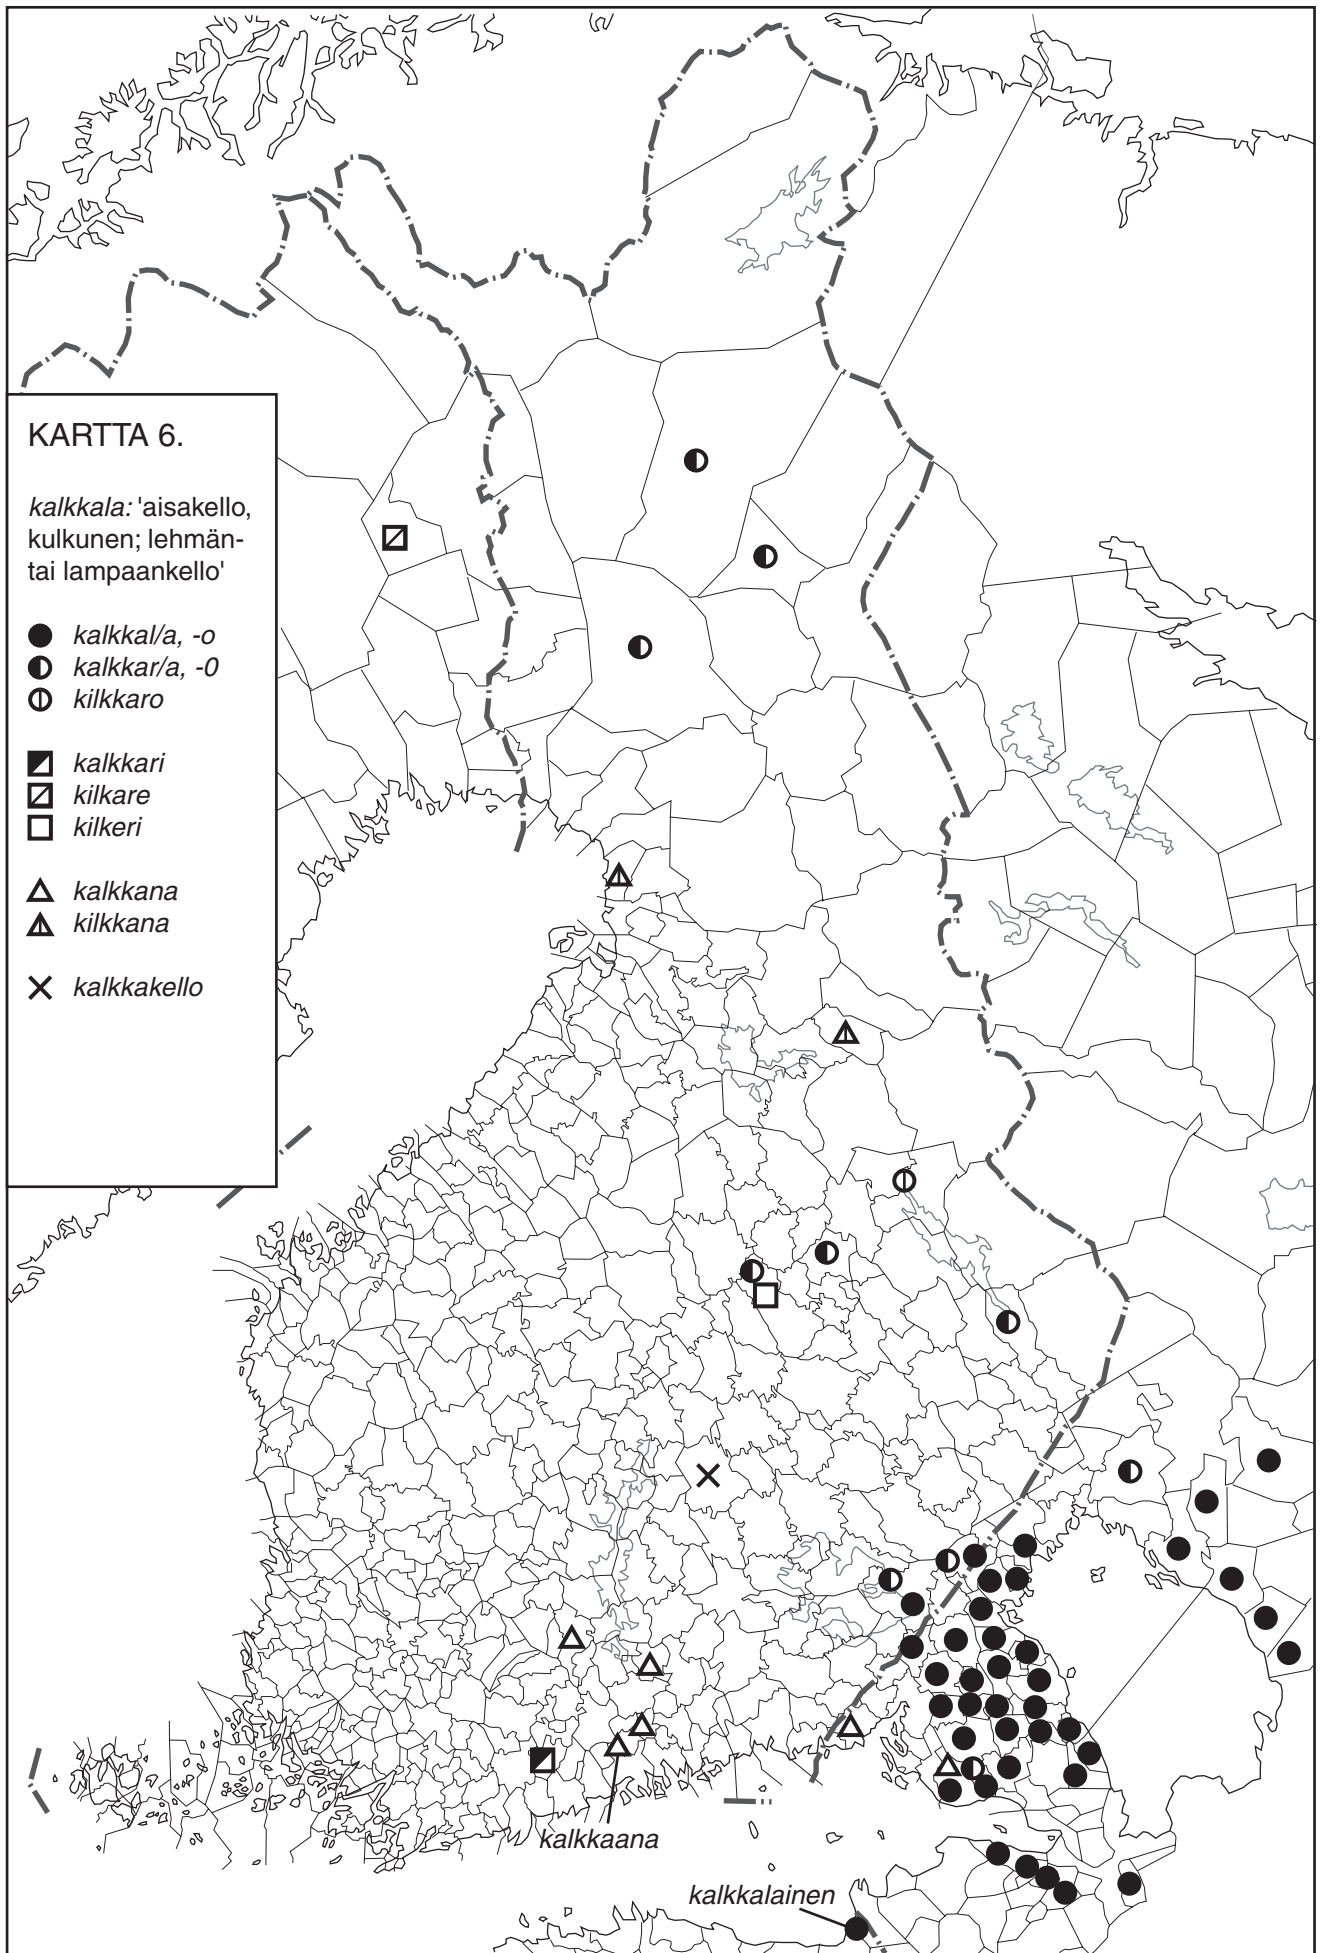 KARTTA 6.
kalkkala: 'aisakello,
kulkunen; lehmän-
tai lampaankello'
kalkkal/a, -o
kalkkar/a, -0
kilkkaro
kalkkari
kilkare
kilkeri
kalkkana
kilkkana
kalkkakello
kalkkaana
kalkkalainen